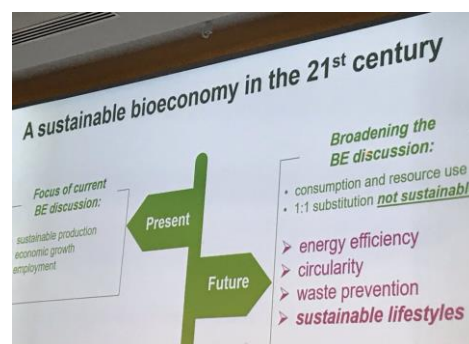 A sustainable bioeconomy in the 21st century
Focus of current
BE discussion:
sustainable production
economic growth
employment
Present
Future
Broadening the
BE discussion:
• consumption and resource use
• 1:1 substitution not sustainabl
➢ energy efficiency
➢ circularity
➢ waste prevention
➢ sustainable lifestyles